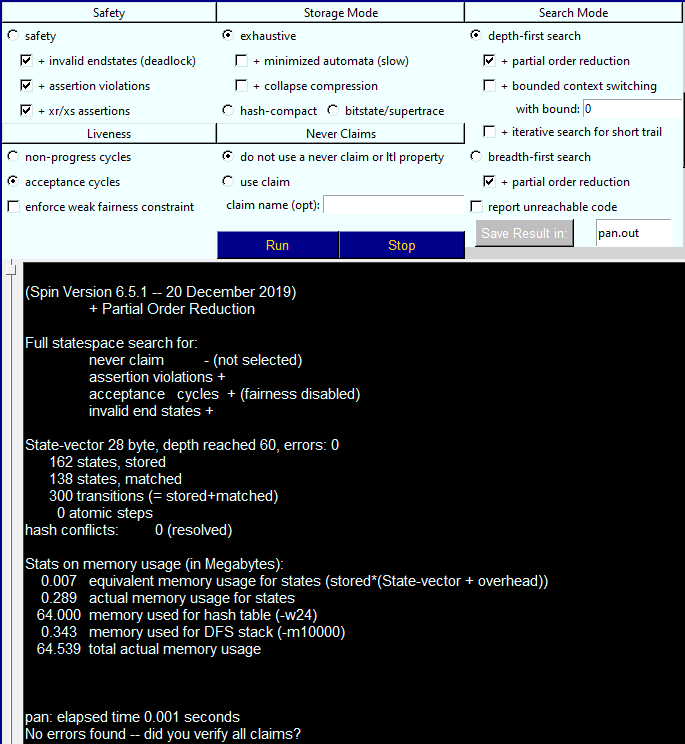 Safety
Storage Mode
Search Mode
safety
exhaustive
depth-first search
+ invalid endstates (deadlock)
+ minimized automata (slow)
+ partial order reduction
+ assertion violations
+ collapse compression
+ bounded context switching
+ xr/xs assertions
hash-compact
bitstate/supertrace
with bound: 0
Liveness
Never Claims
+ iterative search for short trail
non-progress cycles
do not use a never claim or ltl property
breadth-first search
acceptance cycles
use claim
+ partial order reduction
enforce weak fairness constraint
claim name (opt):
report unreachable code
Run
Stop
Save Result in:
pan.out
(Spin Version 6.5.1 -- 20 December 2019)
+ Partial Order Reduction
Full statespace search for:
never claim - (not selected)
assertion violations +
acceptance cycles + (fairness disabled)
invalid end states +
State-vector 28 byte, depth reached 60, errors: 0
162 states, stored
138 states, matched
300 transitions (= stored+matched)
0 atomic steps
hash conflicts: 0 (resolved)
Stats on memory usage (in Megabytes):
0.007 equivalent memory usage for states (stored*(State-vector + overhead))
0.289 actual memory usage for states
64.000 memory used for hash table (-w24)
0.343 memory used for DFS stack (-m10000)
64.539 total actual memory usage
pan: elapsed time 0.001 seconds
No errors found -- did you verify all claims?